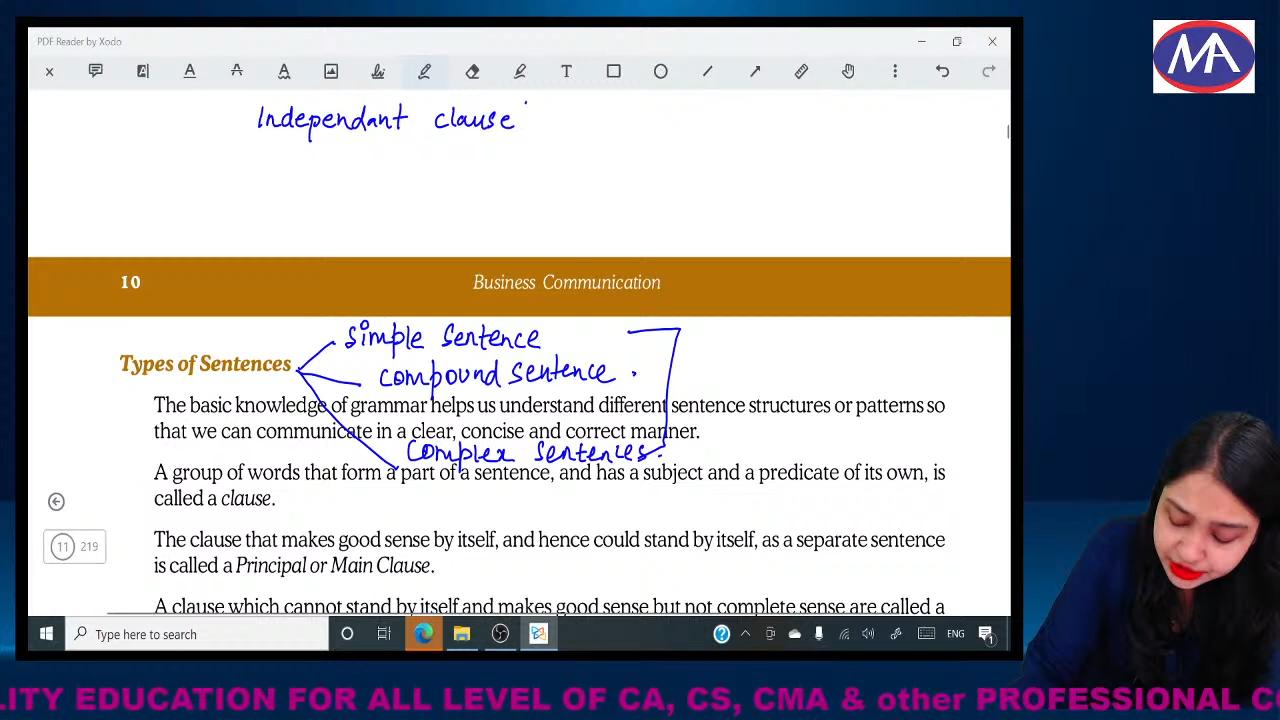 PDF Reader by Xodo
MA
Independant clause
10 Business Communication
simple sentence
Types of Sentences
compound sentence.
The basic knowledge of grammar helps us understand different sentence structures or patterns so
that we can communicate in a clear, concise and correct manner.
complex sentences.
A group of words that form a part of a sentence, and has a subject and a predicate of its own, is
called a clause.
The clause that makes good sense by itself, and hence could stand by itself, as a separate sentence
11 219
is called a Principal or Main Clause.
A clause which cannot stand by itself and makes good sense but not complete sense are called a
Type here to search
ENG
1
LITY EDUCATION FOR ALL LEVEL OF CA, CS, CMA & other PROFESSIONAL C